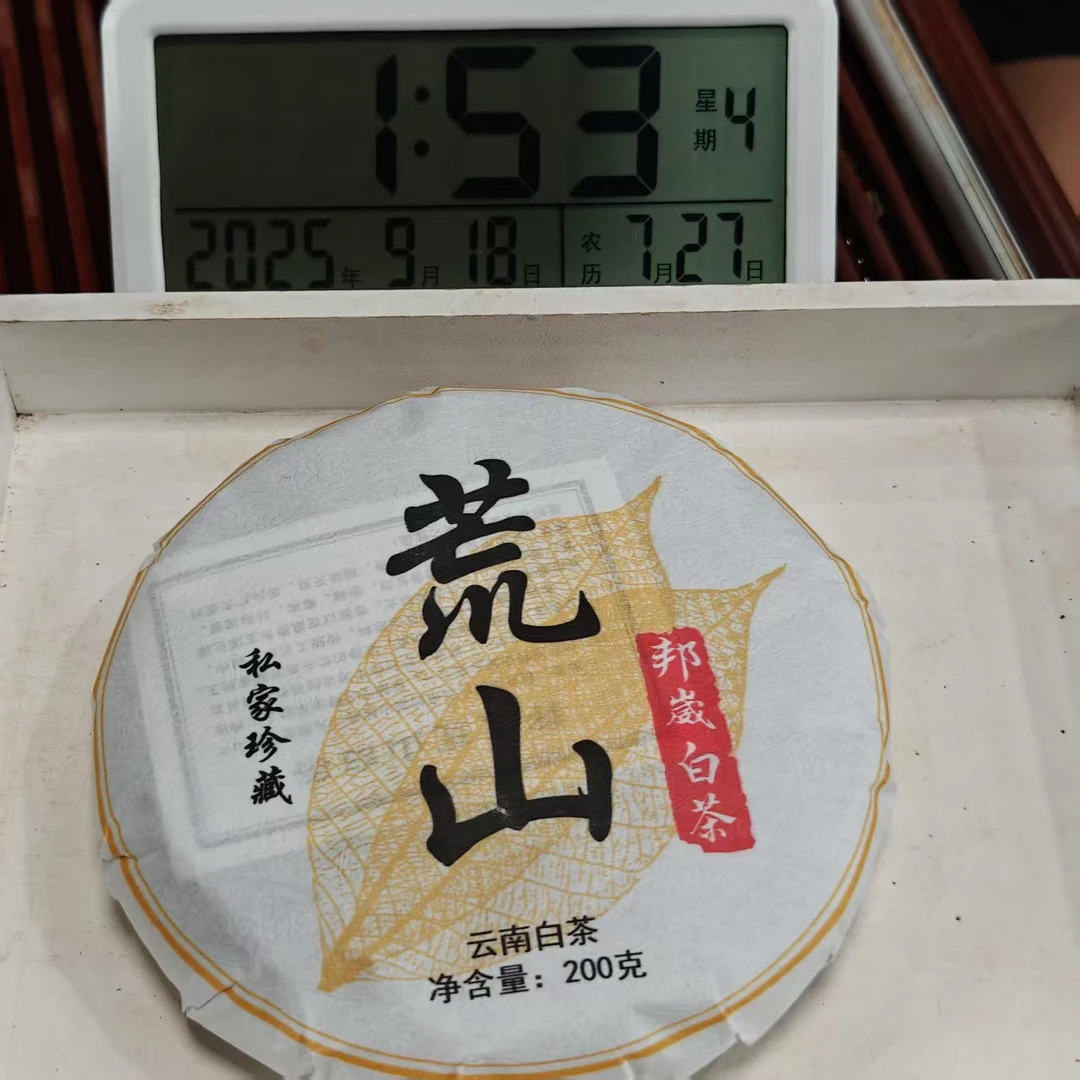 1:53 星期4
2025年9月18日 农历7月27日
荒山
邦崴白茶
私家珍藏
云南白茶
净含量：200克